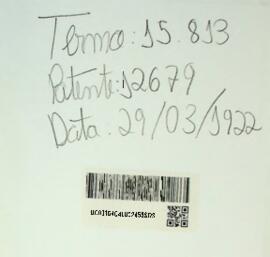 Termo: 15.813
Patente: 12679
Data: 29/03/1922